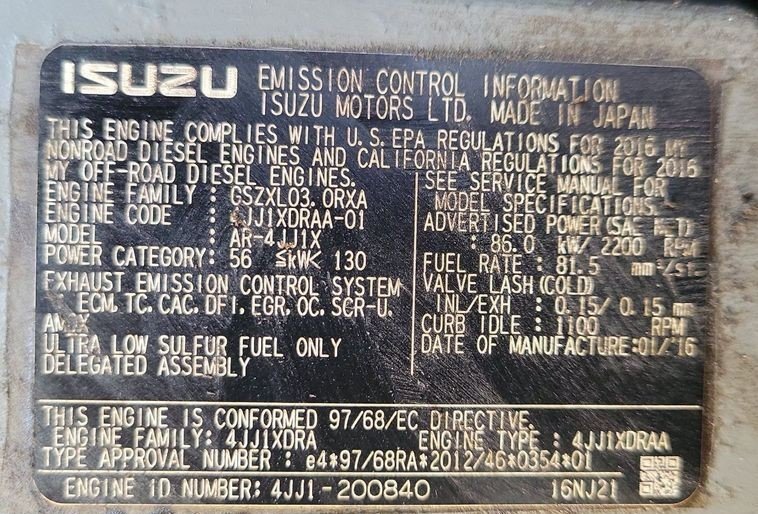 ISUZU EMISSION CONTROL INFORMATION
ISUZU MOTORS LTD. MADE IN JAPAN
THIS ENGINE COMPLIES WITH U.S.EPA REGULATIONS FOR 2016 MY
NONROAD DIESEL ENGINES AND CALIFORNIA REGULATIONS FOR 2016
MY OFF-ROAD DIESEL ENGINES.
ENGINE FAMILY : GSZXL03.0RXA
ENGINE CODE : 4JJ1XDRAA-01
MODEL : AR-4JJ1X
POWER CATEGORY: 56 ≤kW< 130
EXHAUST EMISSION CONTROL SYSTEM
ECM.TC.CAC.DFI.EGR.OC.SCR-U.
AMOX
ULTRA LOW SULFUR FUEL ONLY
DELEGATED ASSEMBLY
SEE SERVICE MANUAL FOR
MODEL SPECIFICATIONS.
ADVERTISED POWER(SAE NET)
: 86.0 kW/ 2200 RPM
FUEL RATE : 81.5 mm³/st
VALVE LASH(COLD)
INL/EXH : 0.15/ 0.15 mm
CURB IDLE : 1100 RPM
DATE OF MANUFACTURE:01/'16
THIS ENGINE IS CONFORMED 97/68/EC DIRECTIVE.
ENGINE FAMILY: 4JJ1XDRA ENGINE TYPE : 4JJ1XDRAA
TYPE APPROVAL NUMBER : e4*97/68RA*2012/46*0354*01
ENGINE ID NUMBER: 4JJ1-200840 16NJ21